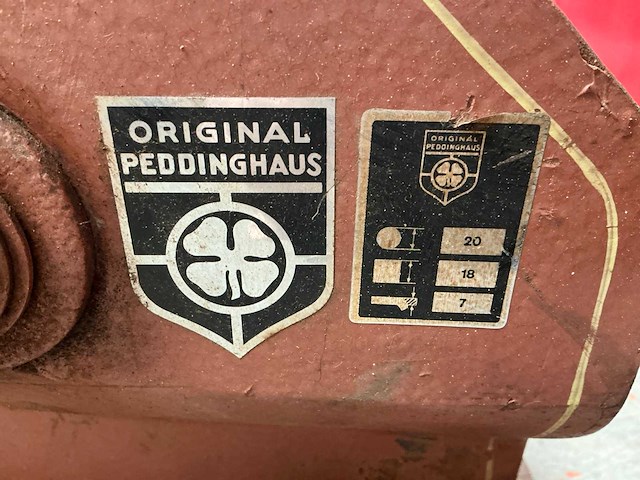 ORIGINAL
PEDDINGHAUS
ORIGINAL
PEDDINGHAUS
20
18
7